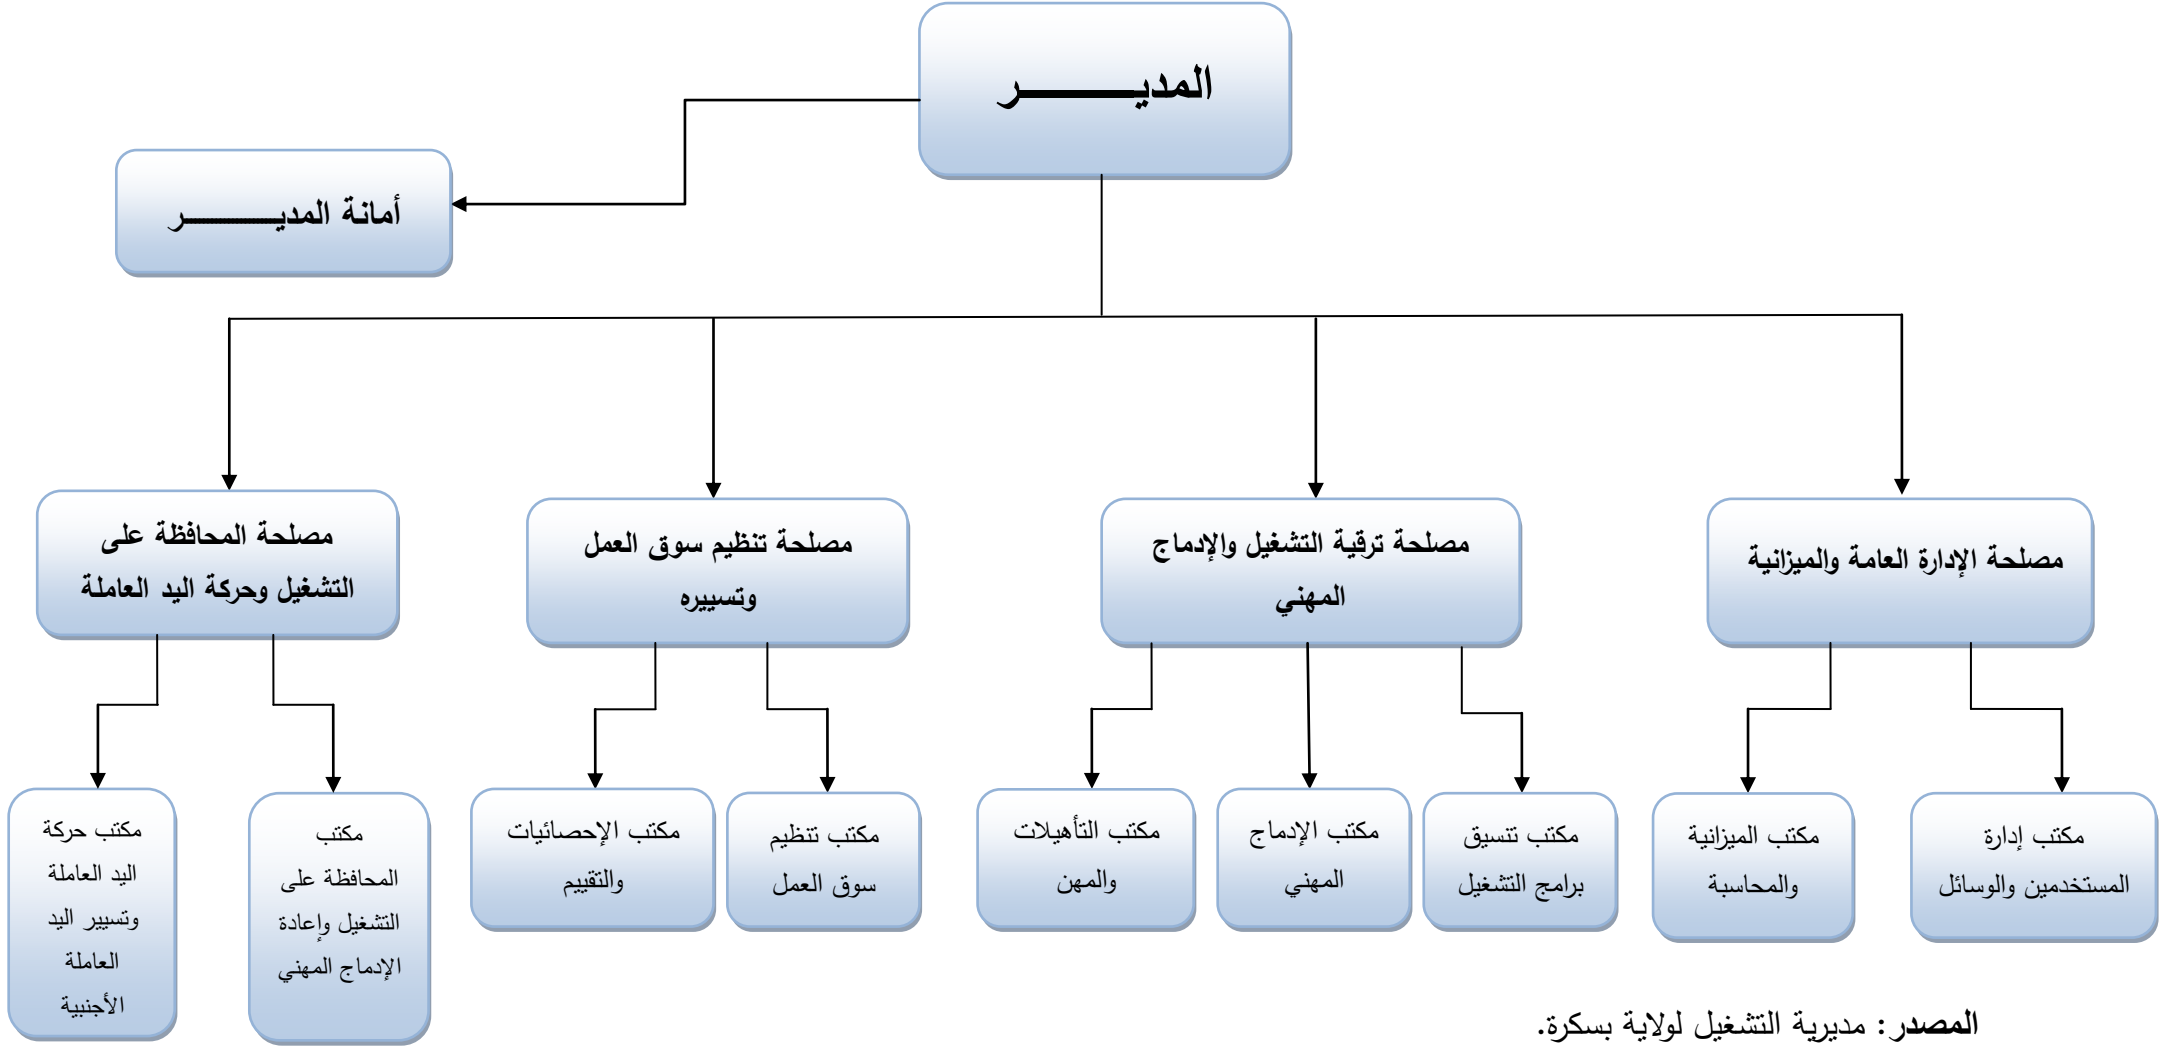 المديـــــــــر
أمانة المديـــــــــر
مصلحة الإدارة العامة والميزانية
مصلحة ترقية التشغيل والإدماج
المهني
مصلحة تنظيم سوق العمل
وتسييره
مصلحة المحافظة على
التشغيل وحركة اليد العاملة
مكتب إدارة
المستخدمين والوسائل
مكتب الميزانية
والمحاسبة
مكتب تنسيق
برامج التشغيل
مكتب الإدماج
المهني
مكتب التأهيلات
والمهن
مكتب تنظيم
سوق العمل
مكتب الإحصائيات
والتقييم
مكتب
المحافظة على
التشغيل وإعادة
الإدماج المهني
مكتب حركة
اليد العاملة
وتسيير اليد
العاملة
الأجنبية
المصدر: مديرية التشغيل لولاية بسكرة.